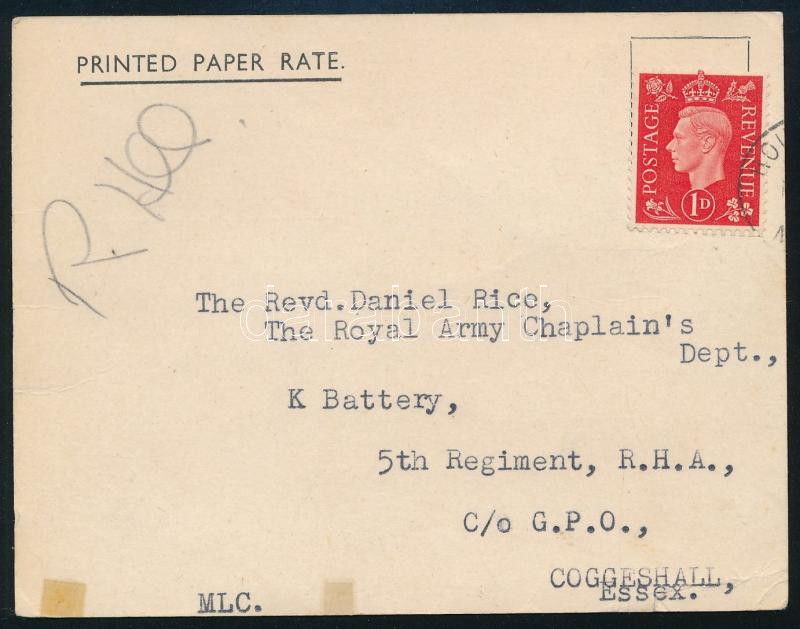 PRINTED PAPER RATE.
POSTAGE REVENUE
1D
The Revd. Daniel Rice,
The Royal Army Chaplain's
Dept.,
K Battery,
5th Regiment, R.H.A.,
C/o G.P.O.,
COGGESHALL,
Essex.
MLC.
darabanth